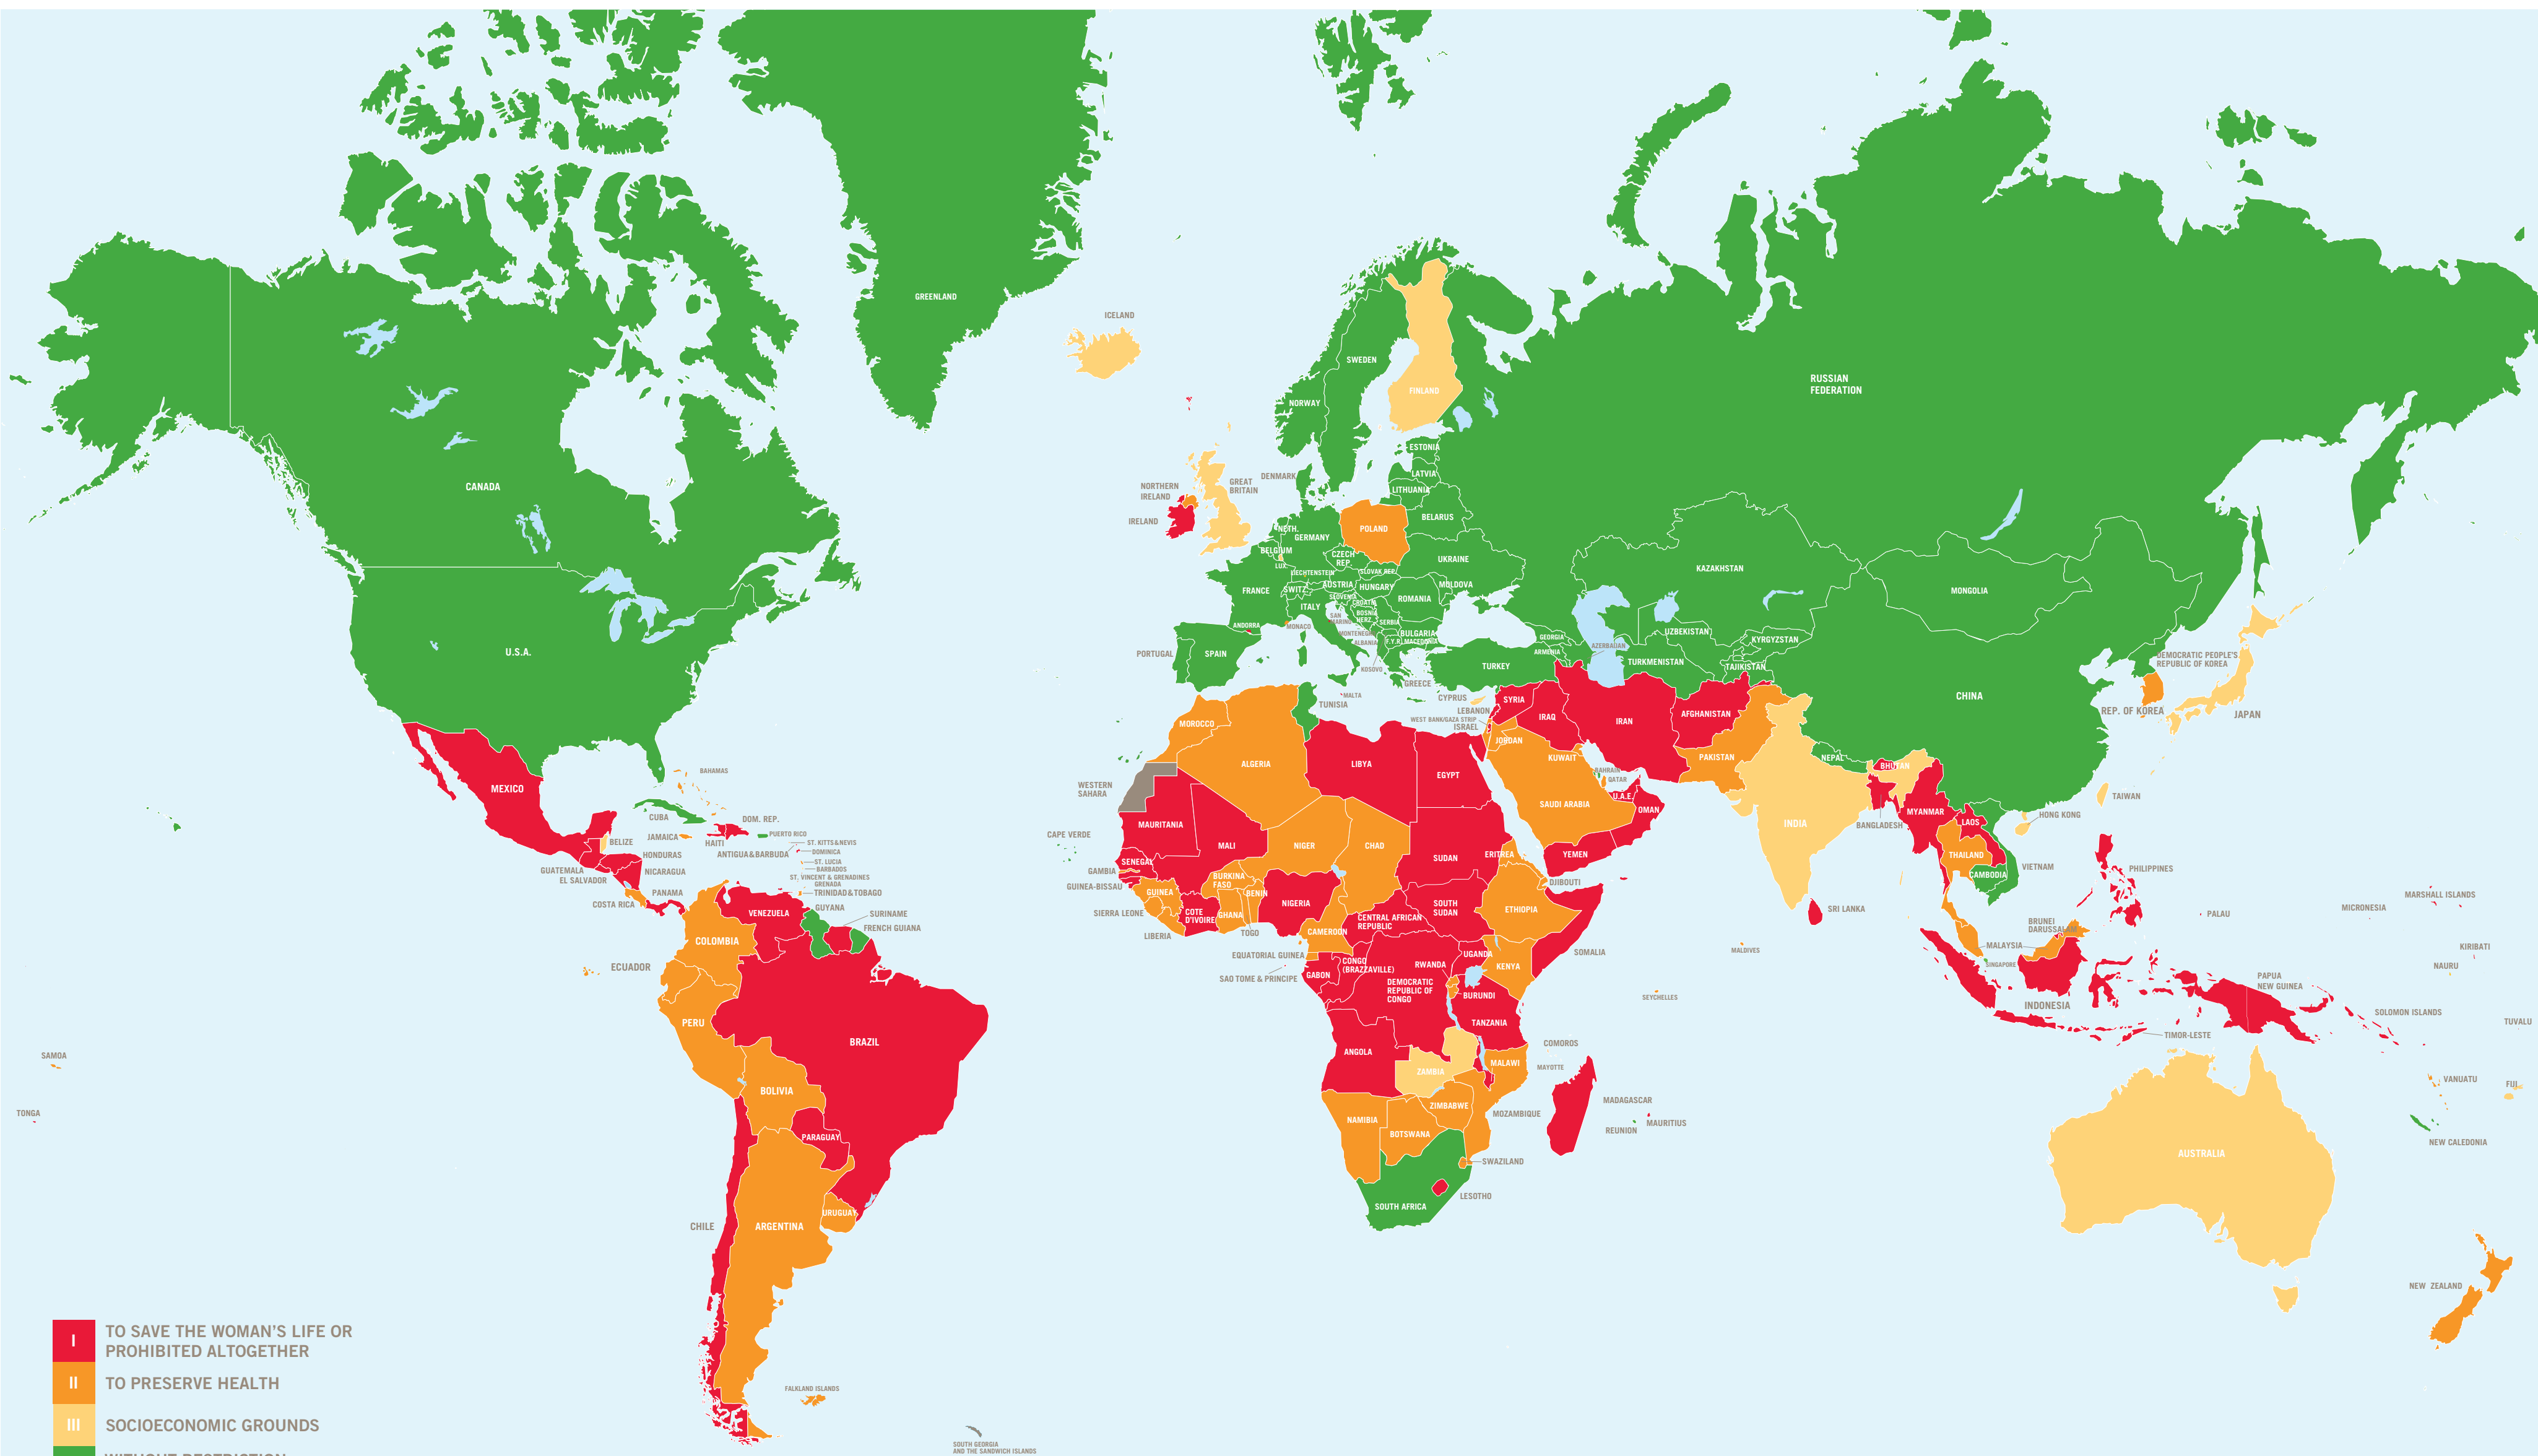 GREENLAND
ICELAND
SWEDEN
FINLAND
NORWAY
RUSSIAN
FEDERATION
ESTONIA
LATVIA
LITHUANIA
DENMARK
NORTHERN
IRELAND
GREAT
BRITAIN
IRELAND
CANADA
NETH.
GERMANY
POLAND
BELARUS
BELGIUM
LUX.
CZECH
REP.
UKRAINE
LIECHTENSTEIN
SLOVAK REP.
KAZAKHSTAN
MONGOLIA
FRANCE
SWITZ.
AUSTRIA
HUNGARY
MOLDOVA
SLOVENIA
CROATIA
ROMANIA
ITALY
SAN
MARINO
BOSNIA
HERZ.
SERBIA
ANDORRA
MONACO
MONTENEGRO
BULGARIA
ALBANIA
F.Y.R. MACEDONIA
KOSOVO
GEORGIA
ARMENIA
AZERBAIJAN
UZBEKISTAN
KYRGYZSTAN
TURKMENISTAN
TAJIKISTAN
U.S.A.
PORTUGAL
SPAIN
TURKEY
GREECE
MALTA
TUNISIA
CYPRUS
LEBANON
WEST BANK/GAZA STRIP
ISRAEL
SYRIA
IRAQ
IRAN
AFGHANISTAN
CHINA
DEMOCRATIC PEOPLE'S
REPUBLIC OF KOREA
REP. OF KOREA
JAPAN
MOROCCO
ALGERIA
LIBYA
EGYPT
JORDAN
KUWAIT
BAHRAIN
QATAR
U.A.E.
SAUDI ARABIA
OMAN
YEMEN
PAKISTAN
NEPAL
BHUTAN
INDIA
BANGLADESH
MYANMAR
LAOS
TAIWAN
HONG KONG
THAILAND
CAMBODIA
VIETNAM
PHILIPPINES
SRI LANKA
MALDIVES
WESTERN
SAHARA
MAURITANIA
CAPE VERDE
MALI
NIGER
CHAD
SUDAN
ERITREA
DJIBOUTI
SENEGAL
GAMBIA
GUINEA-BISSAU
GUINEA
SIERRA LEONE
LIBERIA
BURKINA
FASO
BENIN
COTE
D'IVOIRE
GHANA
TOGO
NIGERIA
CAMEROON
CENTRAL AFRICAN
REPUBLIC
SOUTH
SUDAN
ETHIOPIA
SOMALIA
EQUATORIAL GUINEA
SAO TOME & PRINCIPE
GABON
CONGO
(BRAZZAVILLE)
DEMOCRATIC
REPUBLIC OF
CONGO
RWANDA
UGANDA
KENYA
BURUNDI
TANZANIA
SEYCHELLES
ANGOLA
ZAMBIA
MALAWI
COMOROS
MAYOTTE
NAMIBIA
ZIMBABWE
BOTSWANA
MOZAMBIQUE
MADAGASCAR
MAURITIUS
REUNION
SWAZILAND
LESOTHO
SOUTH AFRICA
MEXICO
BAHAMAS
CUBA
JAMAICA
HAITI
DOM. REP.
PUERTO RICO
ST. KITTS & NEVIS
ANTIGUA & BARBUDA
DOMINICA
ST. LUCIA
BARBADOS
ST. VINCENT & GRENADINES
GRENADA
TRINIDAD & TOBAGO
BELIZE
HONDURAS
GUATEMALA
EL SALVADOR
NICARAGUA
PANAMA
COSTA RICA
VENEZUELA
GUYANA
SURINAME
FRENCH GUIANA
COLOMBIA
ECUADOR
PERU
BRAZIL
BOLIVIA
PARAGUAY
CHILE
ARGENTINA
URUGUAY
FALKLAND ISLANDS
SOUTH GEORGIA
AND THE SANDWICH ISLANDS
SAMOA
TONGA
BRUNEI
DARUSSALAM
MALAYSIA
SINGAPORE
INDONESIA
PALAU
MICRONESIA
MARSHALL ISLANDS
KIRIBATI
NAURU
PAPUA
NEW GUINEA
SOLOMON ISLANDS
TUVALU
TIMOR-LESTE
VANUATU
FIJI
NEW CALEDONIA
AUSTRALIA
NEW ZEALAND
I TO SAVE THE WOMAN'S LIFE OR
PROHIBITED ALTOGETHER
II TO PRESERVE HEALTH
III SOCIOECONOMIC GROUNDS